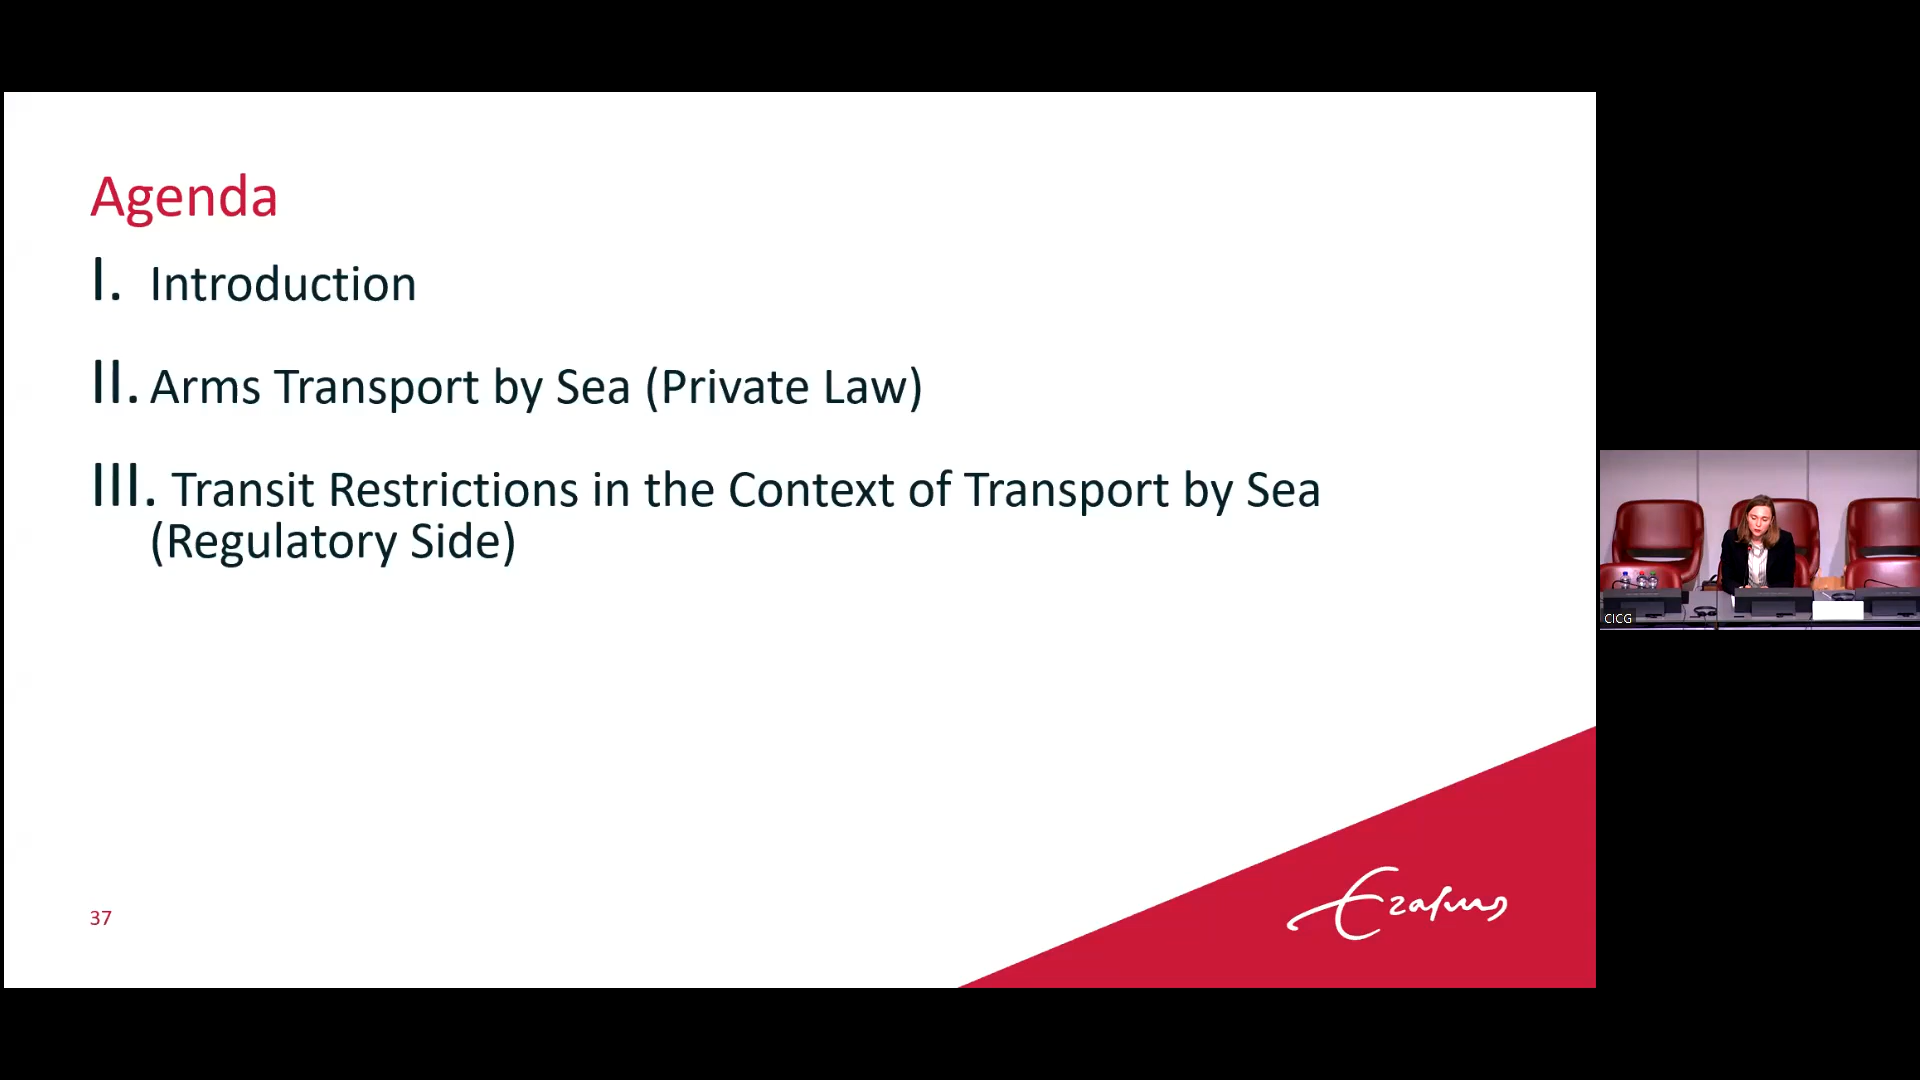 Agenda
I. Introduction
II. Arms Transport by Sea (Private Law)
III. Transit Restrictions in the Context of Transport by Sea
(Regulatory Side)
CICG
37
Erasmus